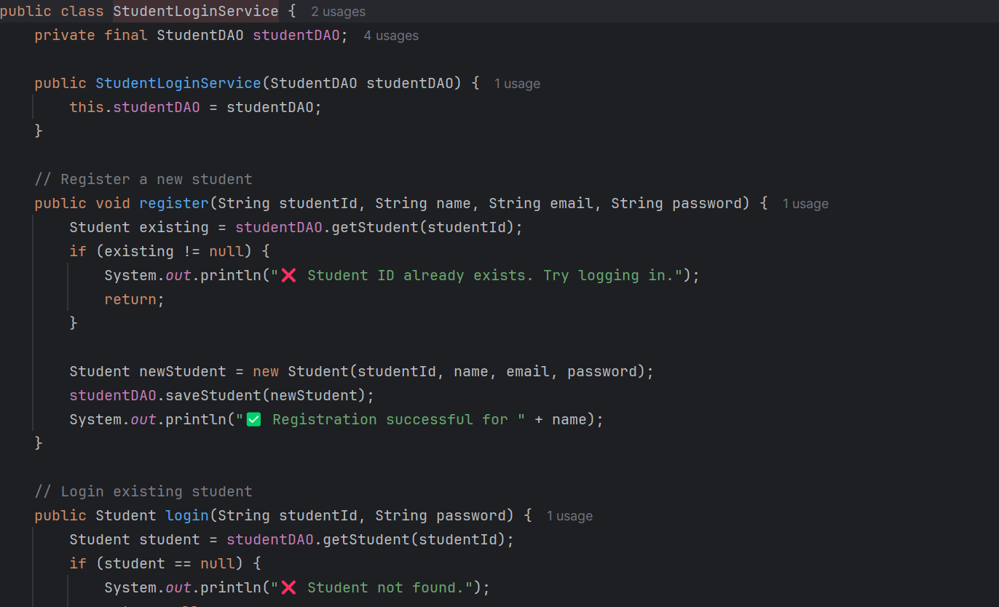 public class StudentLoginService {  2 usages
    private final StudentDAO studentDAO;  4 usages

    public StudentLoginService(StudentDAO studentDAO) {  1 usage
        this.studentDAO = studentDAO;
    }

    // Register a new student
    public void register(String studentId, String name, String email, String password) {  1 usage
        Student existing = studentDAO.getStudent(studentId);
        if (existing != null) {
            System.out.println("❌ Student ID already exists. Try logging in.");
            return;
        }

        Student newStudent = new Student(studentId, name, email, password);
        studentDAO.saveStudent(newStudent);
        System.out.println("✅ Registration successful for " + name);
    }

    // Login existing student
    public Student login(String studentId, String password) {  1 usage
        Student student = studentDAO.getStudent(studentId);
        if (student == null) {
            System.out.println("❌ Student not found.");